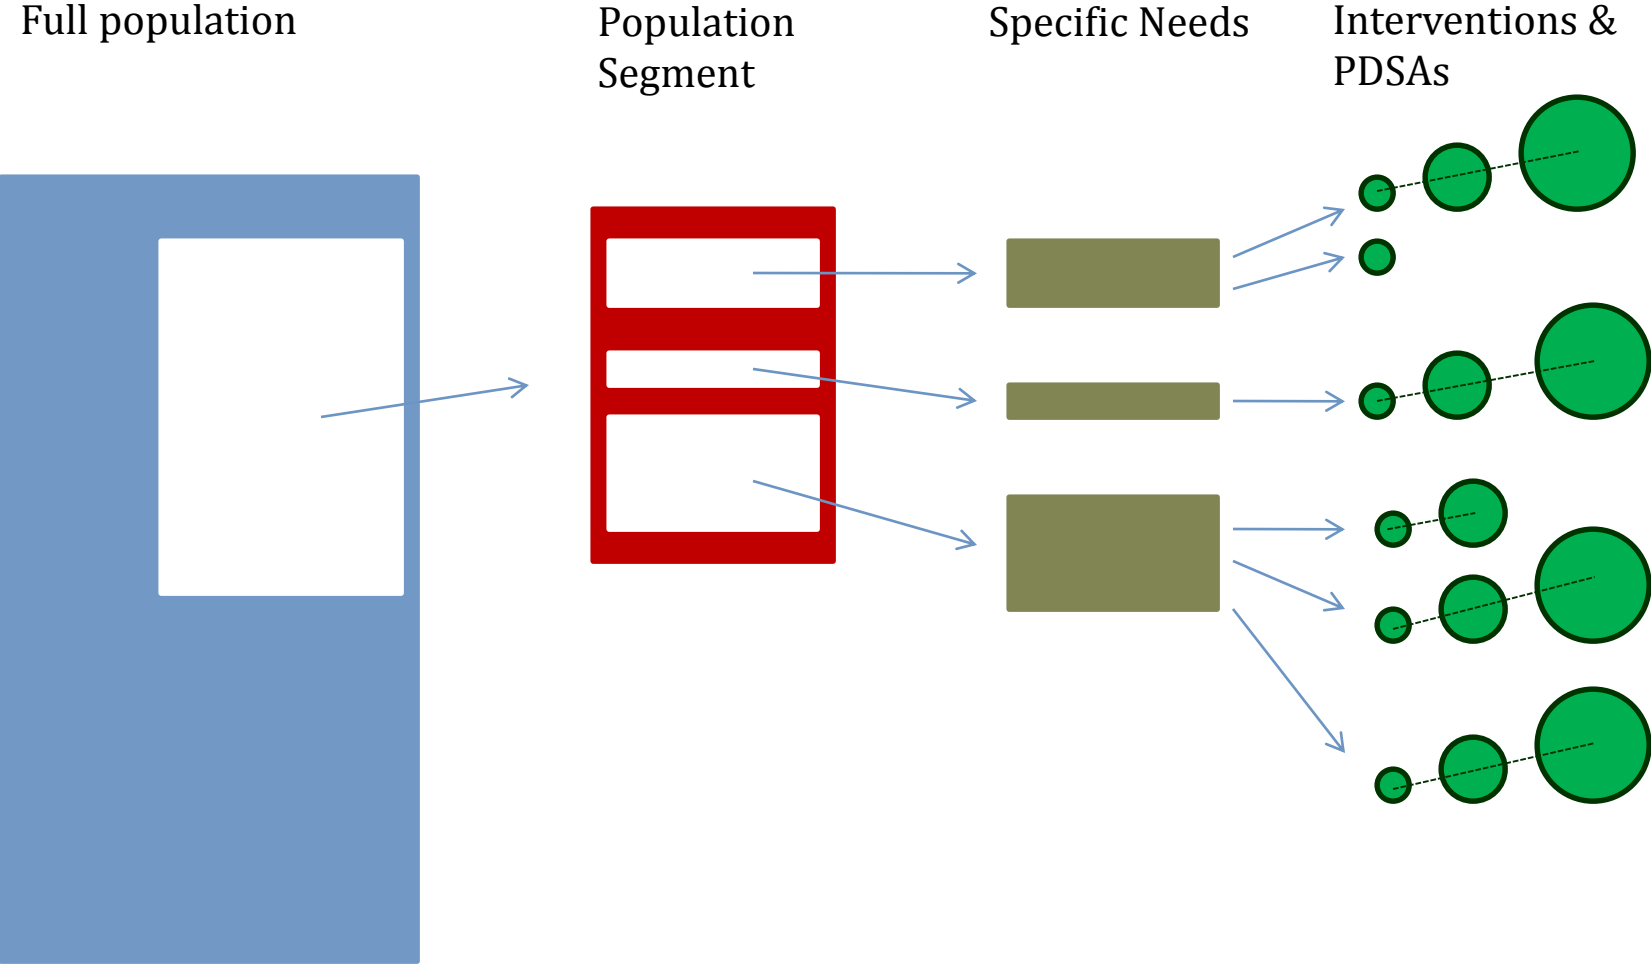 Full population
Population
Segment
Specific Needs
Interventions &
PDSAs